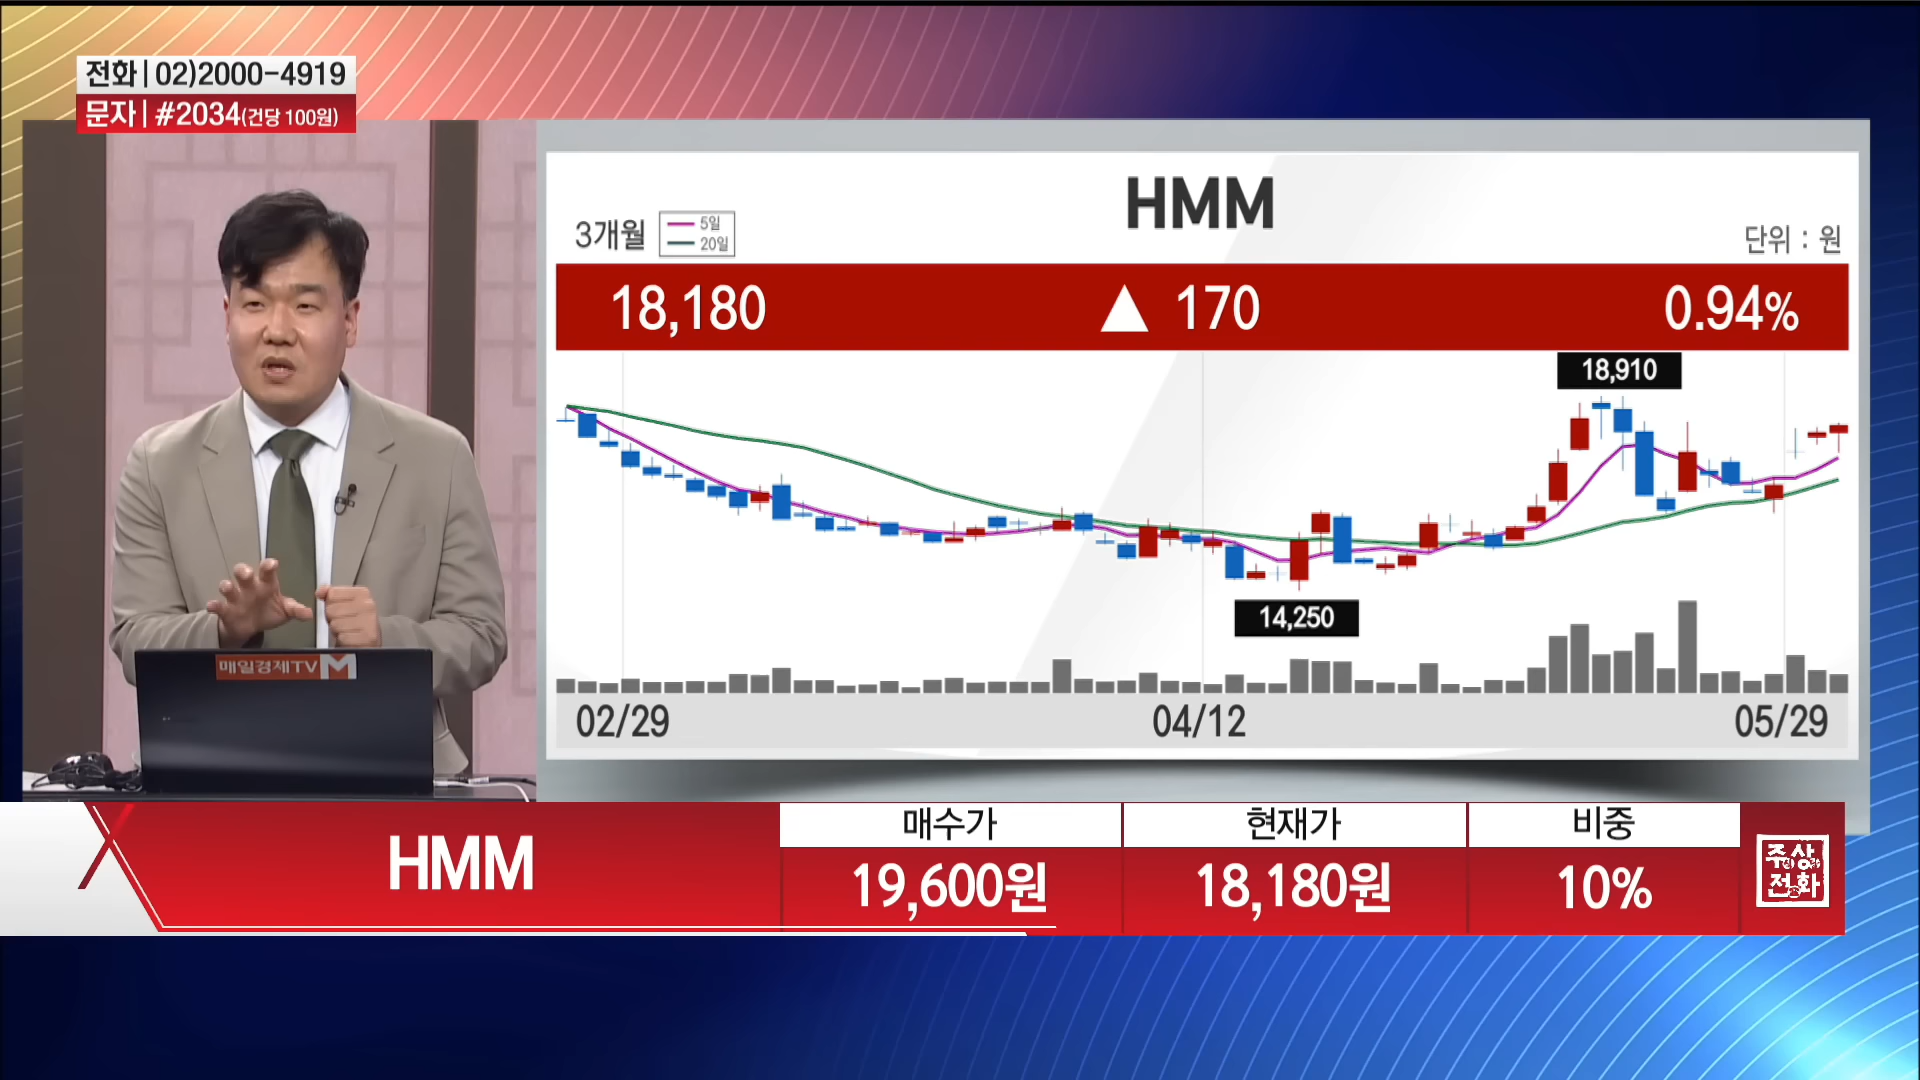 전화 | 02)2000-4919
문자 | #2034(건당 100원)
HMM
3개월
5일
20일
단위 : 원
18,180 ▲ 170 0.94%
18,910
14,250
02/29 04/12 05/29
매일경제TV M
HMM
매수가 현재가 비중
19,600원 18,180원 10%
주상
전화